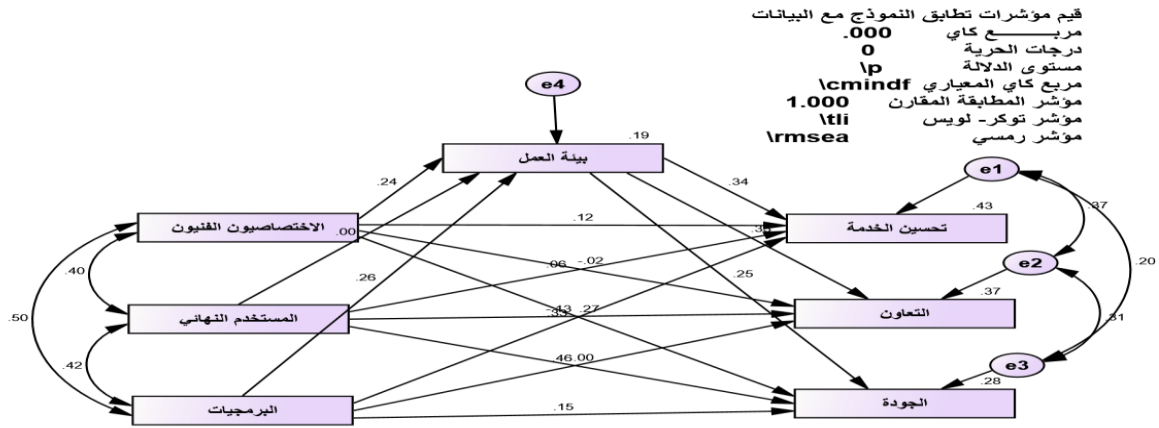 قيم مؤشرات تطابق النموذج مع البيانات
مربــــــــع كاي .000
درجات الحرية 0
مستوى الدلالة \p
مربع كاي المعياري \cmindf
مؤشر المطابقة المقارن 1.000
مؤشر توكر- لويس \tli
مؤشر رمسي \rmsea
e4
.19
بيئة العمل
e1
.24
.34
.37
.43
الاختصاصيون الفنيون
.12
تحسين الخدمة
.00
.40
.06
-.02
e2
.20
.26
.25
.37
.50
المستخدم النهائي
.27
التعاون
.31
.42
.46
.00
e3
.28
البرمجيات
.15
الجودة